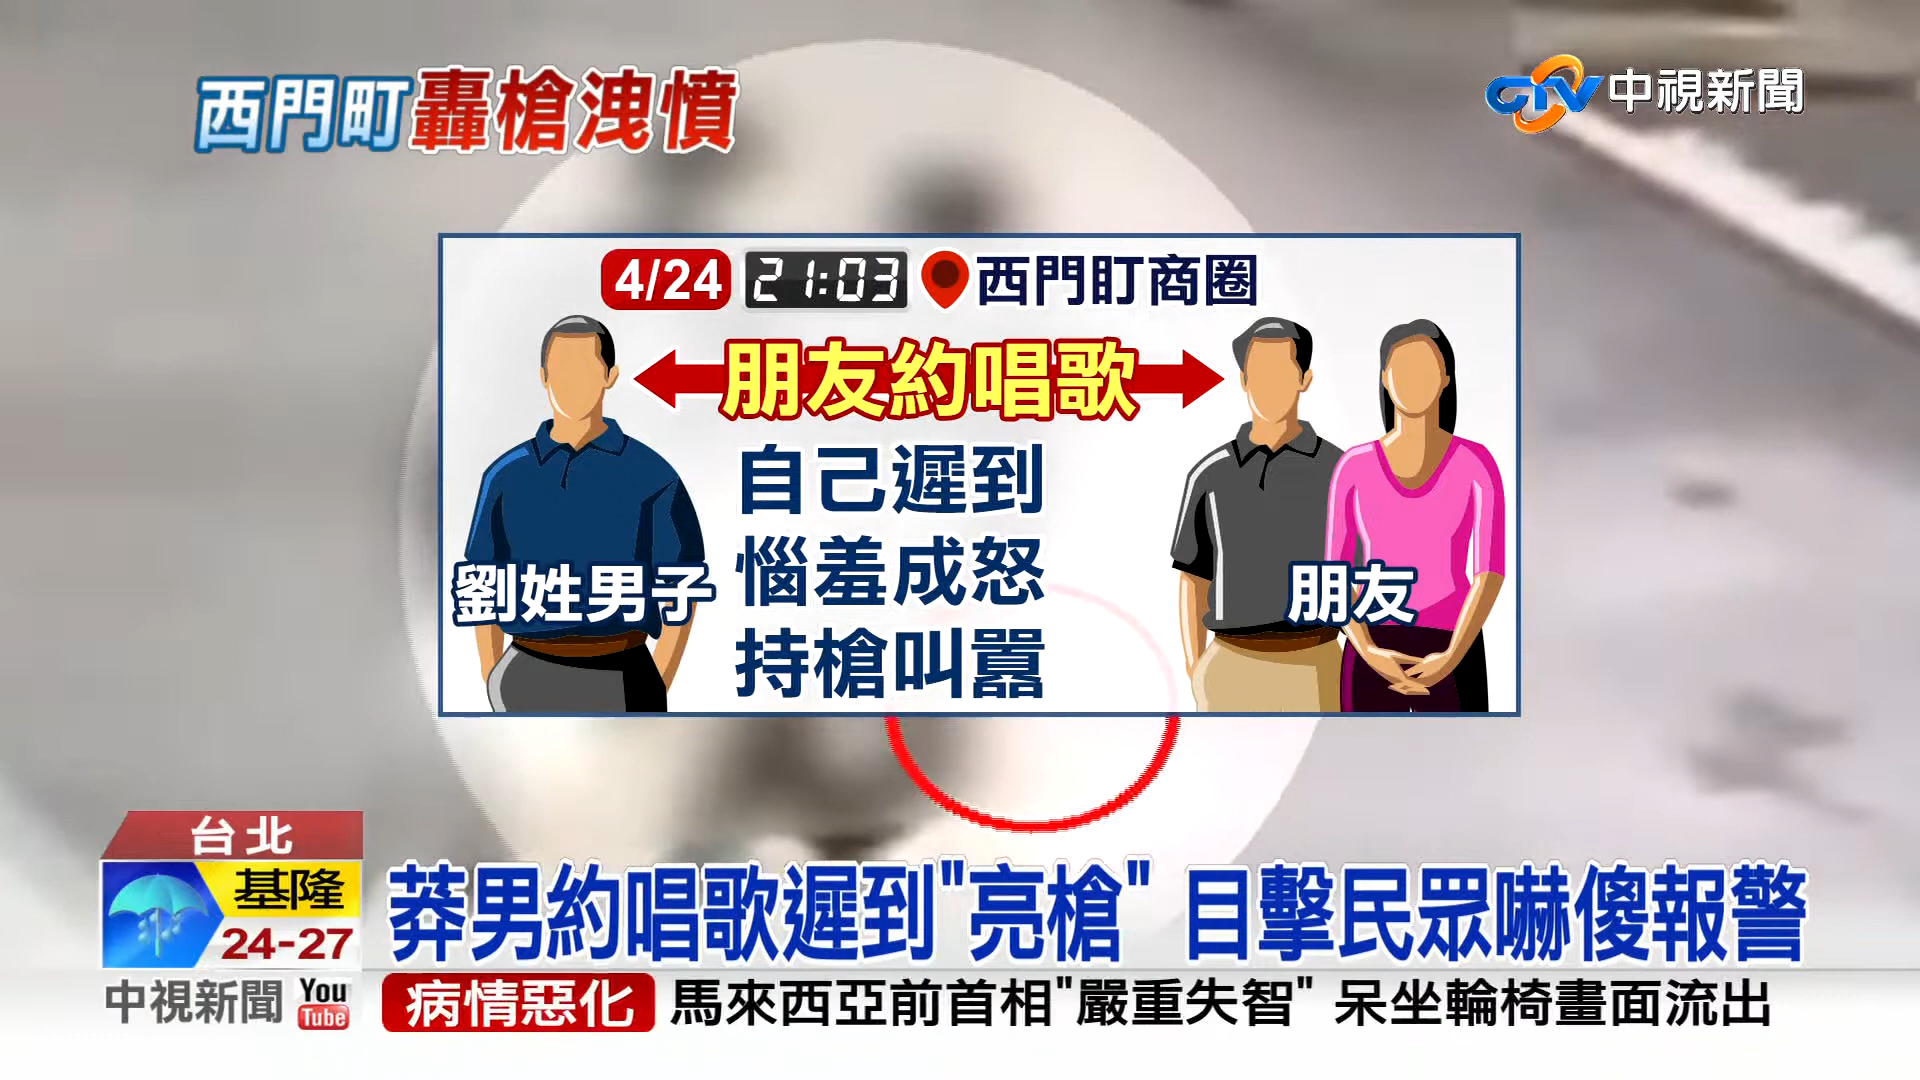 西門町轟槍洩憤
CTV 中視新聞
4/24 21:03 西門町商圈
朋友約唱歌
自己遲到
惱羞成怒
持槍叫囂
劉姓男子
朋友
台北
基隆
24-27
莽男約唱歌遲到"亮槍" 目擊民眾嚇傻報警
中視新聞 You Tube
病情惡化 馬來西亞前首相"嚴重失智" 呆坐輪椅畫面流出